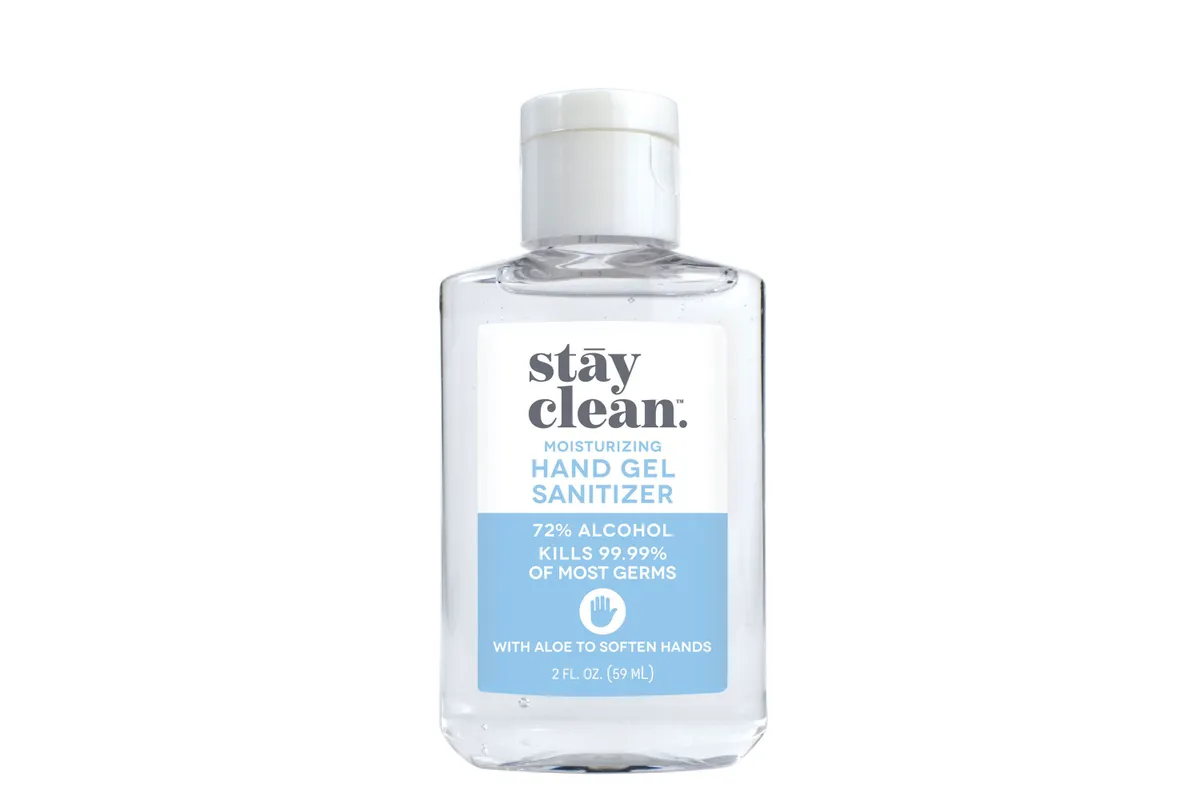 stāy
clean.™
MOISTURIZING
HAND GEL
SANITIZER
72% ALCOHOL
KILLS 99.99%
OF MOST GERMS
WITH ALOE TO SOFTEN HANDS
2 FL. OZ. (59 mL)